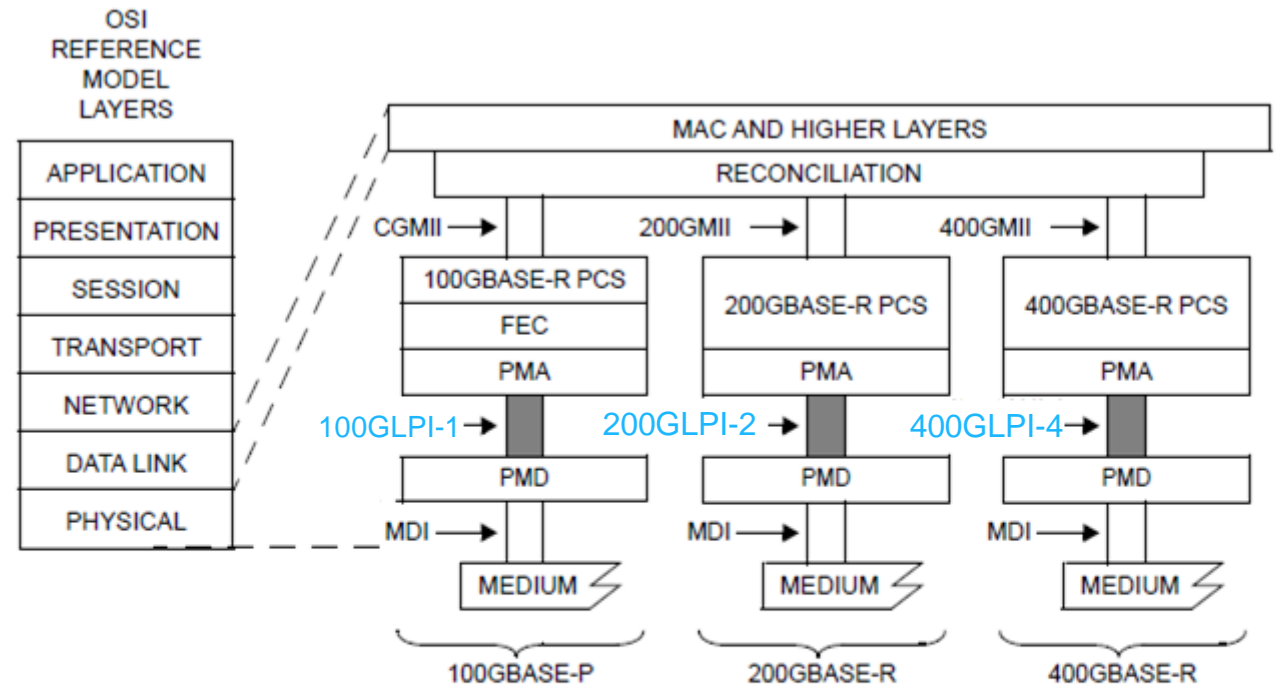 OSI
REFERENCE
MODEL
LAYERS
APPLICATION
PRESENTATION
SESSION
TRANSPORT
NETWORK
DATA LINK
PHYSICAL
MAC AND HIGHER LAYERS
RECONCILIATION
CGMII
200GMII
400GMII
100GBASE-R PCS
FEC
PMA
200GBASE-R PCS
PMA
400GBASE-R PCS
PMA
100GLPI-1
200GLPI-2
400GLPI-4
PMD
PMD
PMD
MDI
MDI
MDI
MEDIUM
MEDIUM
MEDIUM
100GBASE-P
200GBASE-R
400GBASE-R